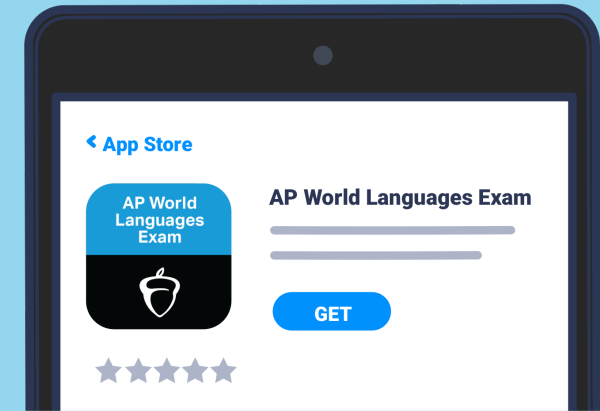 App Store
AP World
Languages
Exam
AP World Languages Exam
GET